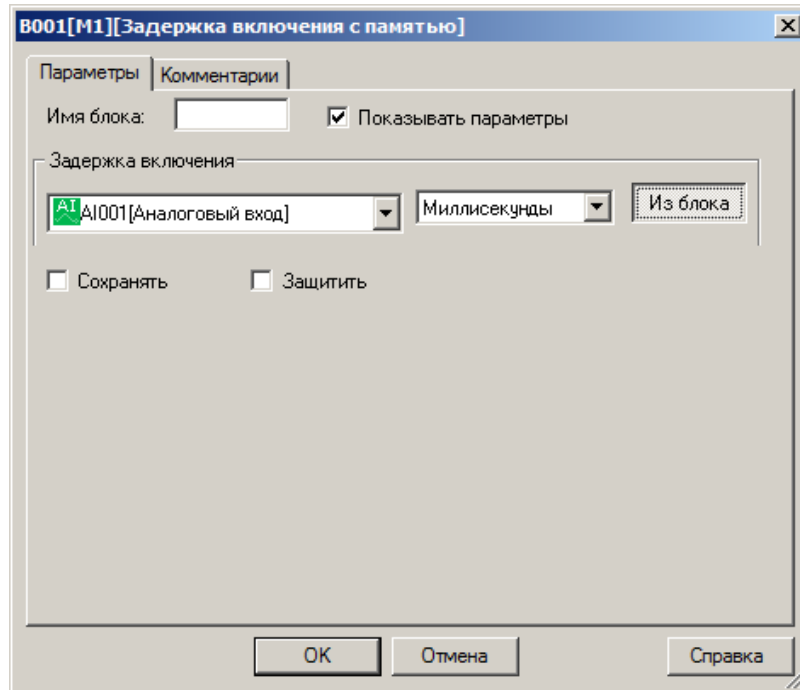 B001[M1][Задержка включения с памятью]
Параметры Комментарии
Имя блока: Показывать параметры
Задержка включения
AI AI001[Аналоговый вход] Миллисекунды Из блока
Сохранять Защитить
OK Отмена Справка